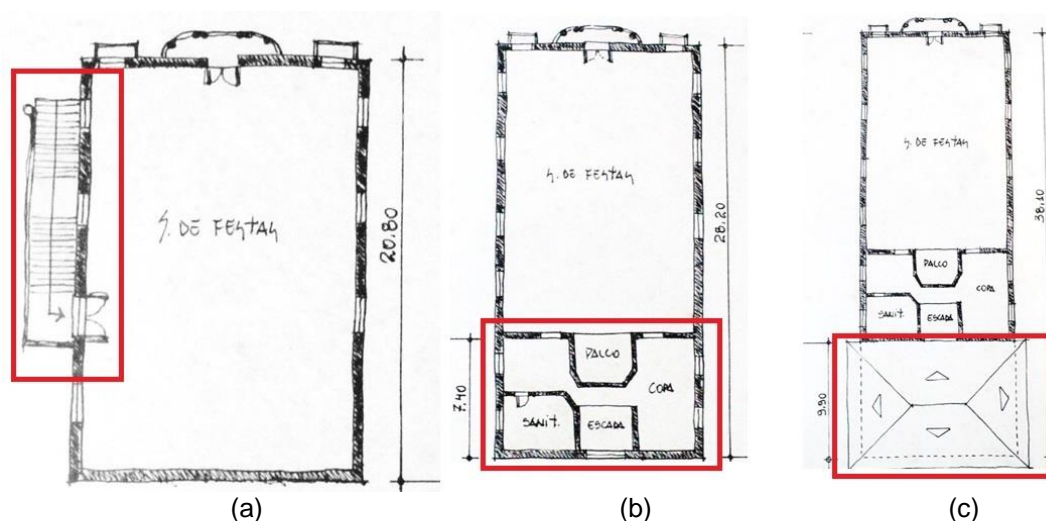 S. DE FESTAS
20.80
(a)
S. DE FESTAS
28.20
7.40
PALCO
COPA
SANIT.
ESCADA
(b)
S. DE FESTAS
38.10
PALCO
COPA
SANIT.
ESCADA
9.90
(c)